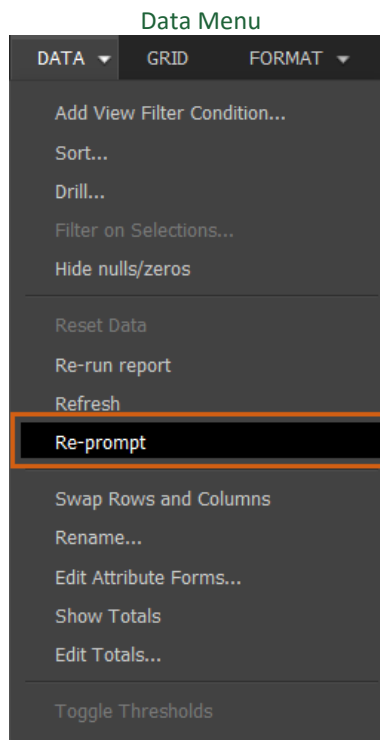 Data Menu
DATA GRID FORMAT
Add View Filter Condition...
Sort...
Drill...
Filter on Selections...
Hide nulls/zeros
Reset Data
Re-run report
Refresh
Re-prompt
Swap Rows and Columns
Rename...
Edit Attribute Forms...
Show Totals
Edit Totals...
Toggle Thresholds